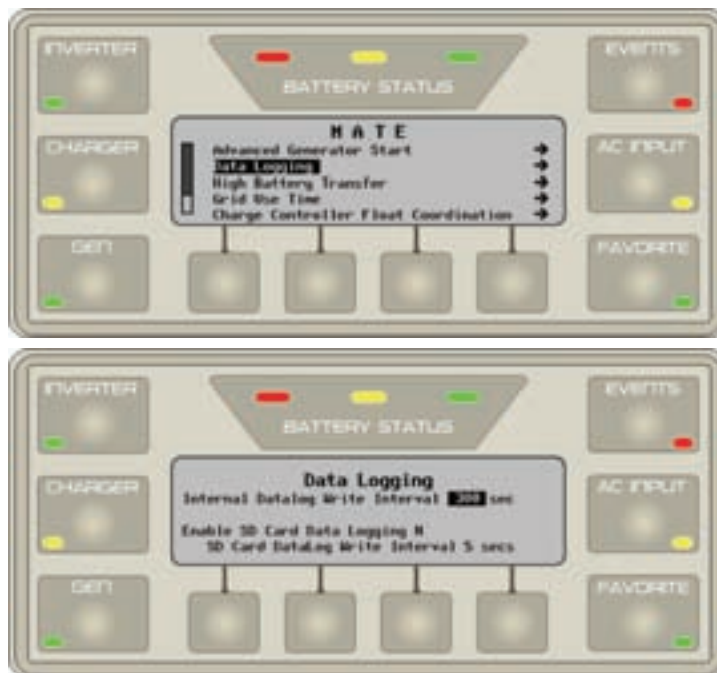 INVERTER
BATTERY STATUS
EVENTS
CHARGER
MATE
Advanced Generator Start
Data Logging
High Battery Transfer
Grid Use Time
Charge Controller Float Coordination
AC INPUT
GEN
FAVORITE
INVERTER
BATTERY STATUS
EVENTS
CHARGER
Data Logging
Internal Datalog Write Interval 300 sec
Enable SD Card Data Logging N
SD Card DataLog Write Interval 5 secs
AC INPUT
GEN
FAVORITE